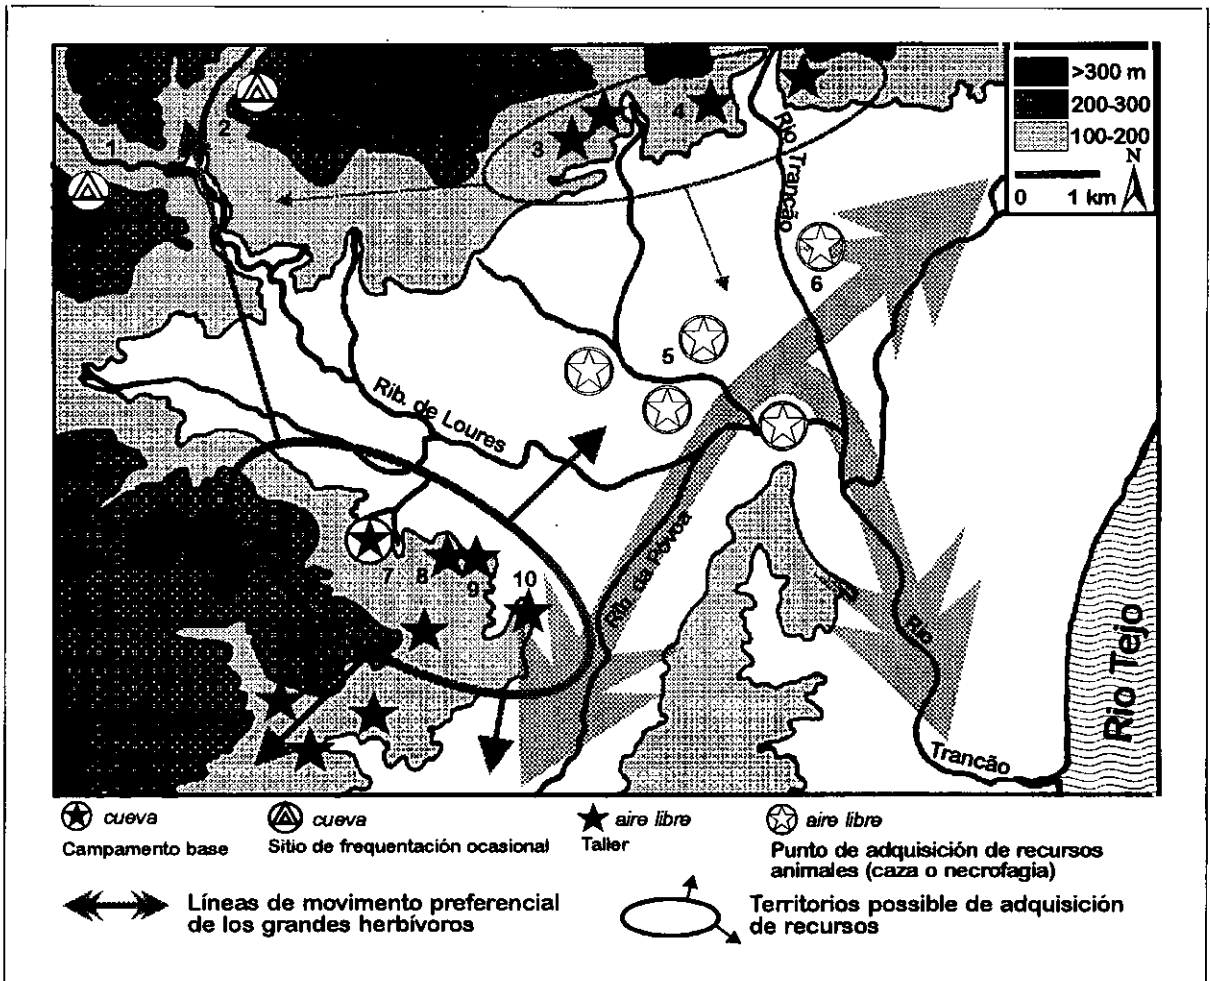 >300 m
200-300
100-200
N
0 1 km
1
2
3
4
Rio Trancão
6
5
Rib. de Loures
7
8
9
10
Rib. da Póvoa
Rio
Trancão
Rio Tejo
cueva
Campamento base
cueva
Sitio de frequentación ocasional
aire libre
Taller
aire libre
Punto de adquisición de recursos
animales (caza o necrofagia)
Líneas de movimento preferencial
de los grandes herbívoros
Territorios possible de adquisición
de recursos